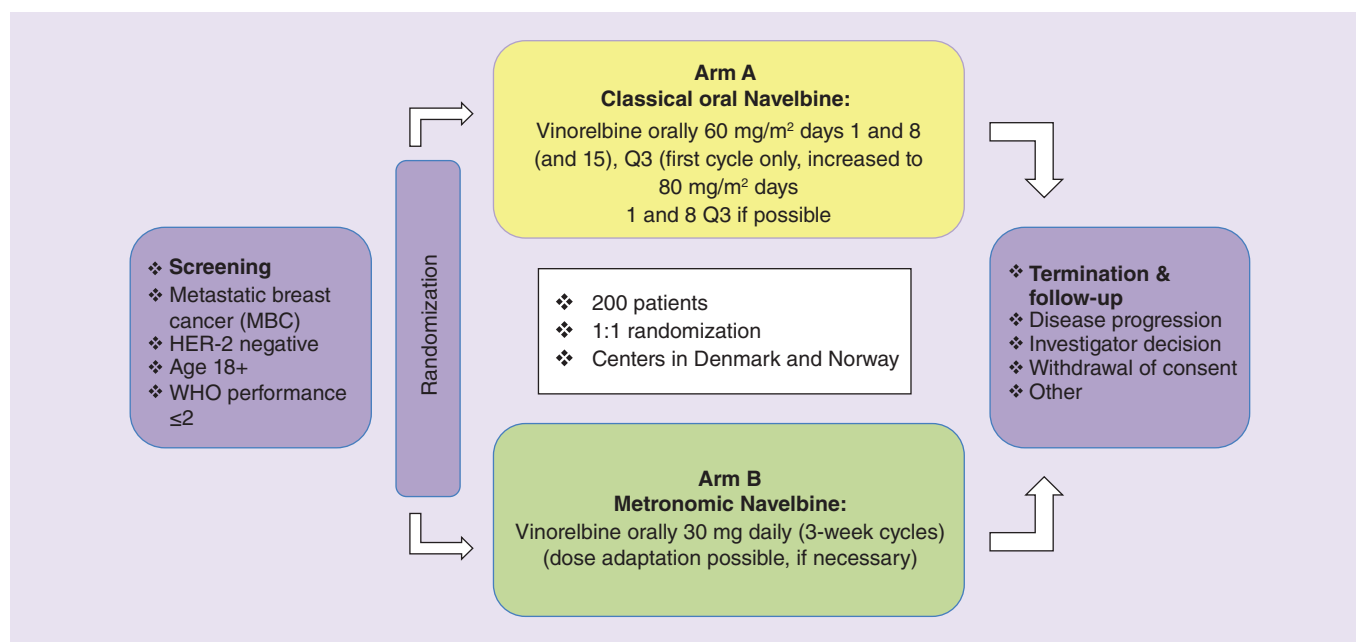 ❖ Screening
❖ Metastatic breast
cancer (MBC)
❖ HER-2 negative
❖ Age 18+
❖ WHO performance
≤2
Randomization
Arm A
Classical oral Navelbine:
Vinorelbine orally 60 mg/m² days 1 and 8
(and 15), Q3 (first cycle only, increased to
80 mg/m² days
1 and 8 Q3 if possible
❖ 200 patients
❖ 1:1 randomization
❖ Centers in Denmark and Norway
Arm B
Metronomic Navelbine:
Vinorelbine orally 30 mg daily (3-week cycles)
(dose adaptation possible, if necessary)
❖ Termination &
follow-up
❖ Disease progression
❖ Investigator decision
❖ Withdrawal of consent
❖ Other